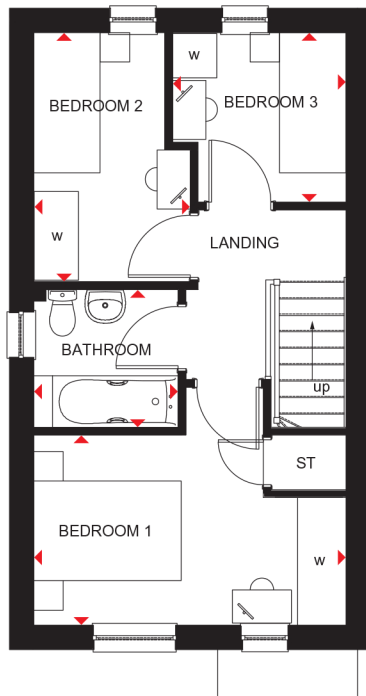 W
BEDROOM 2
BEDROOM 3
W
LANDING
BATHROOM
up
ST
BEDROOM 1
W